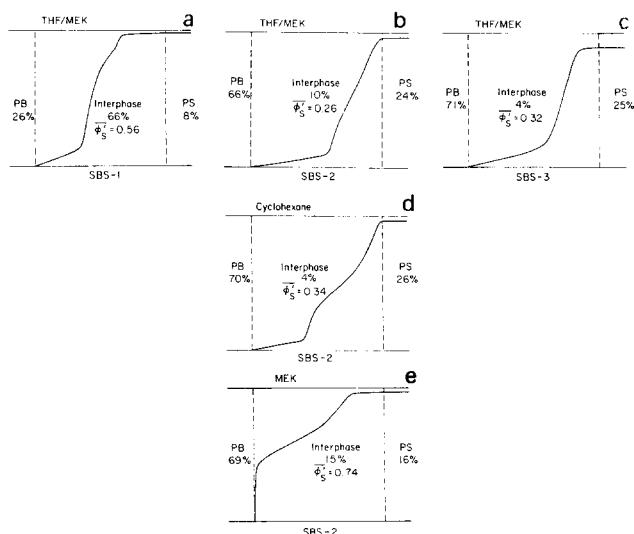 THF/MEK
a
PB
26%
Interphase
66%
φ̅ₛ′ = 0.56
PS
8%
SBS-1
THF/MEK
b
PB
66%
Interphase
10%
φ̅ₛ′ = 0.26
PS
24%
SBS-2
THF/MEK
c
PB
71%
Interphase
4%
φ̅ₛ′ = 0.32
PS
25%
SBS-3
Cyclohexane
d
PB
70%
Interphase
4%
φ̅ₛ′ = 0.34
PS
26%
SBS-2
MEK
e
PB
69%
Interphase
15%
φ̅ₛ′ = 0.74
PS
16%
SBS-2